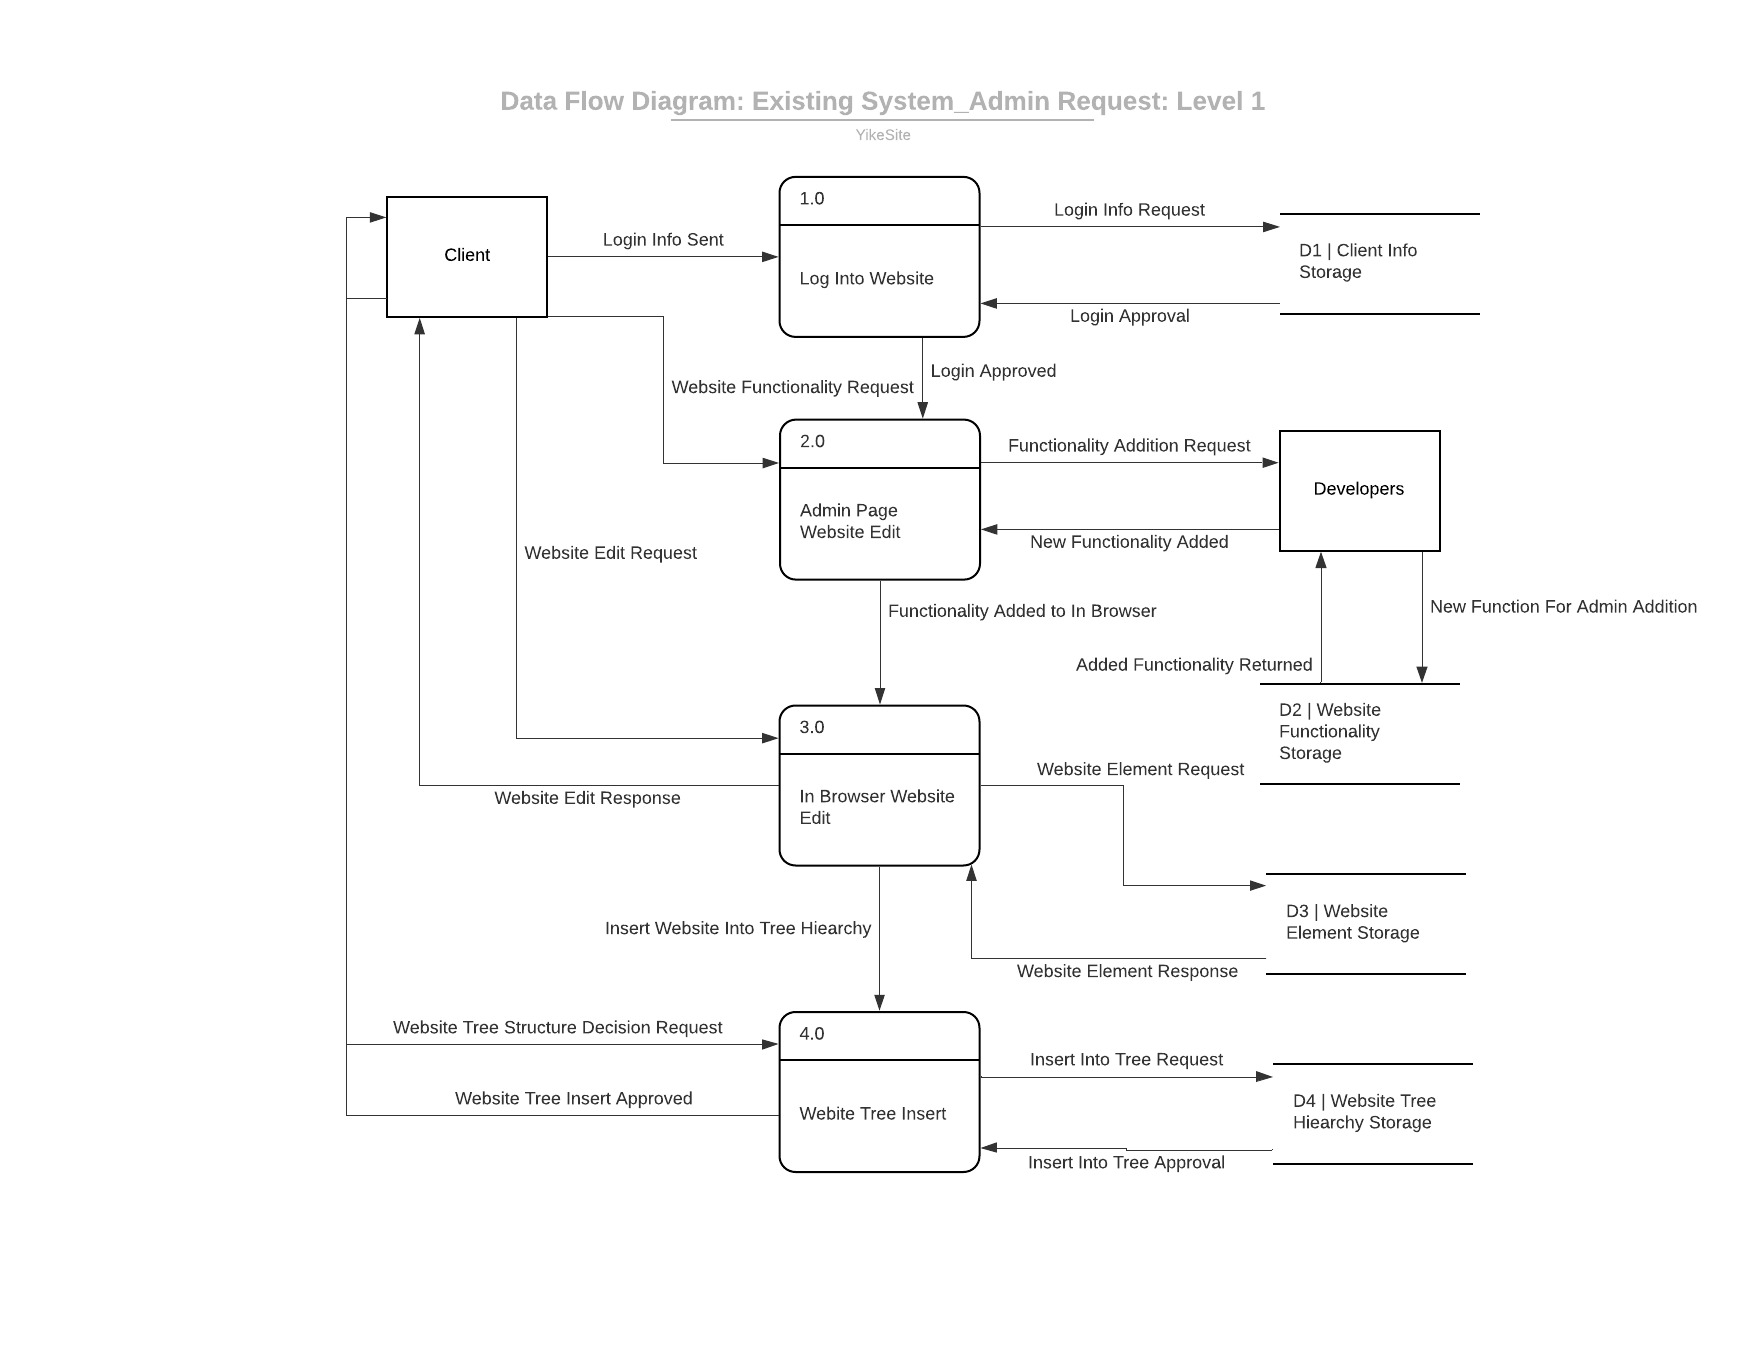 Data Flow Diagram: Existing System_Admin Request: Level 1
YikeSite
1.0
Login Info Request
Login Info Sent
Client
D1 | Client Info
Storage
Log Into Website
Login Approval
Login Approved
Website Functionality Request
2.0
Functionality Addition Request
Developers
Admin Page
Website Edit
New Functionality Added
Website Edit Request
New Function For Admin Addition
Functionality Added to In Browser
Added Functionality Returned
D2 | Website
Functionality
Storage
3.0
Website Element Request
In Browser Website
Edit
Website Edit Response
D3 | Website
Element Storage
Insert Website Into Tree Hiearchy
Website Element Response
Website Tree Structure Decision Request
4.0
Insert Into Tree Request
Website Tree Insert Approved
D4 | Website Tree
Hiearchy Storage
Webite Tree Insert
Insert Into Tree Approval